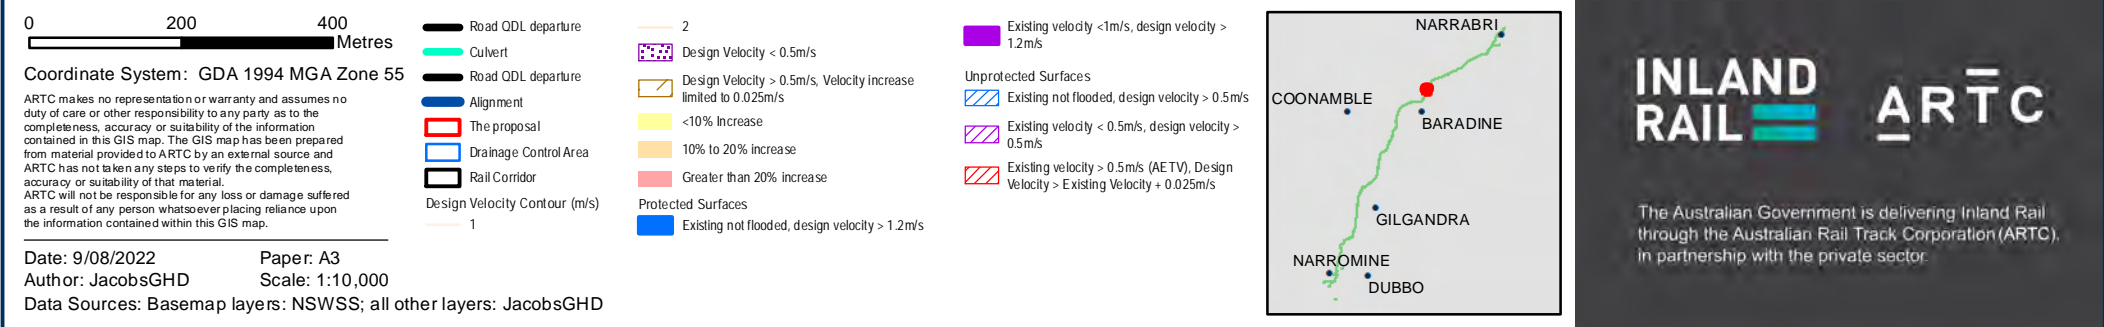 0 200 400
Metres
Coordinate System: GDA 1994 MGA Zone 55
ARTC makes no representation or warranty and assumes no
duty of care or other responsibility to any party as to the
completeness, accuracy or suitability of the information
contained in this GIS map. The GIS map has been prepared
from material provided to ARTC by an external source and
ARTC has not taken any steps to verify the completeness,
accuracy or suitability of that material.
ARTC will not be responsible for any loss or damage suffered
as a result of any person whatsoever placing reliance upon
the information contained within this GIS map.
Date: 9/08/2022 Paper: A3
Author: JacobsGHD Scale: 1:10,000
Data Sources: Basemap layers: NSWSS; all other layers: JacobsGHD
Road QDL departure
Culvert
Road QDL departure
Alignment
The proposal
Drainage Control Area
Rail Corridor
Design Velocity Contour (m/s)
1
2
Design Velocity < 0.5m/s
Design Velocity > 0.5m/s, Velocity increase
limited to 0.025m/s
<10% Increase
10% to 20% increase
Greater than 20% increase
Protected Surfaces
Existing not flooded, design velocity > 1.2m/s
Existing velocity <1m/s, design velocity >
1.2m/s
Unprotected Surfaces
Existing not flooded, design velocity > 0.5m/s
Existing velocity < 0.5m/s, design velocity >
0.5m/s
Existing velocity > 0.5m/s (AETV), Design
Velocity > Existing Velocity + 0.025m/s
NARRABRI
COONAMBLE
BARADINE
GILGANDRA
NARROMINE
DUBBO
INLAND
RAIL
ARTC
The Australian Government is delivering Inland Rail
through the Australian Rail Track Corporation (ARTC),
in partnership with the private sector.